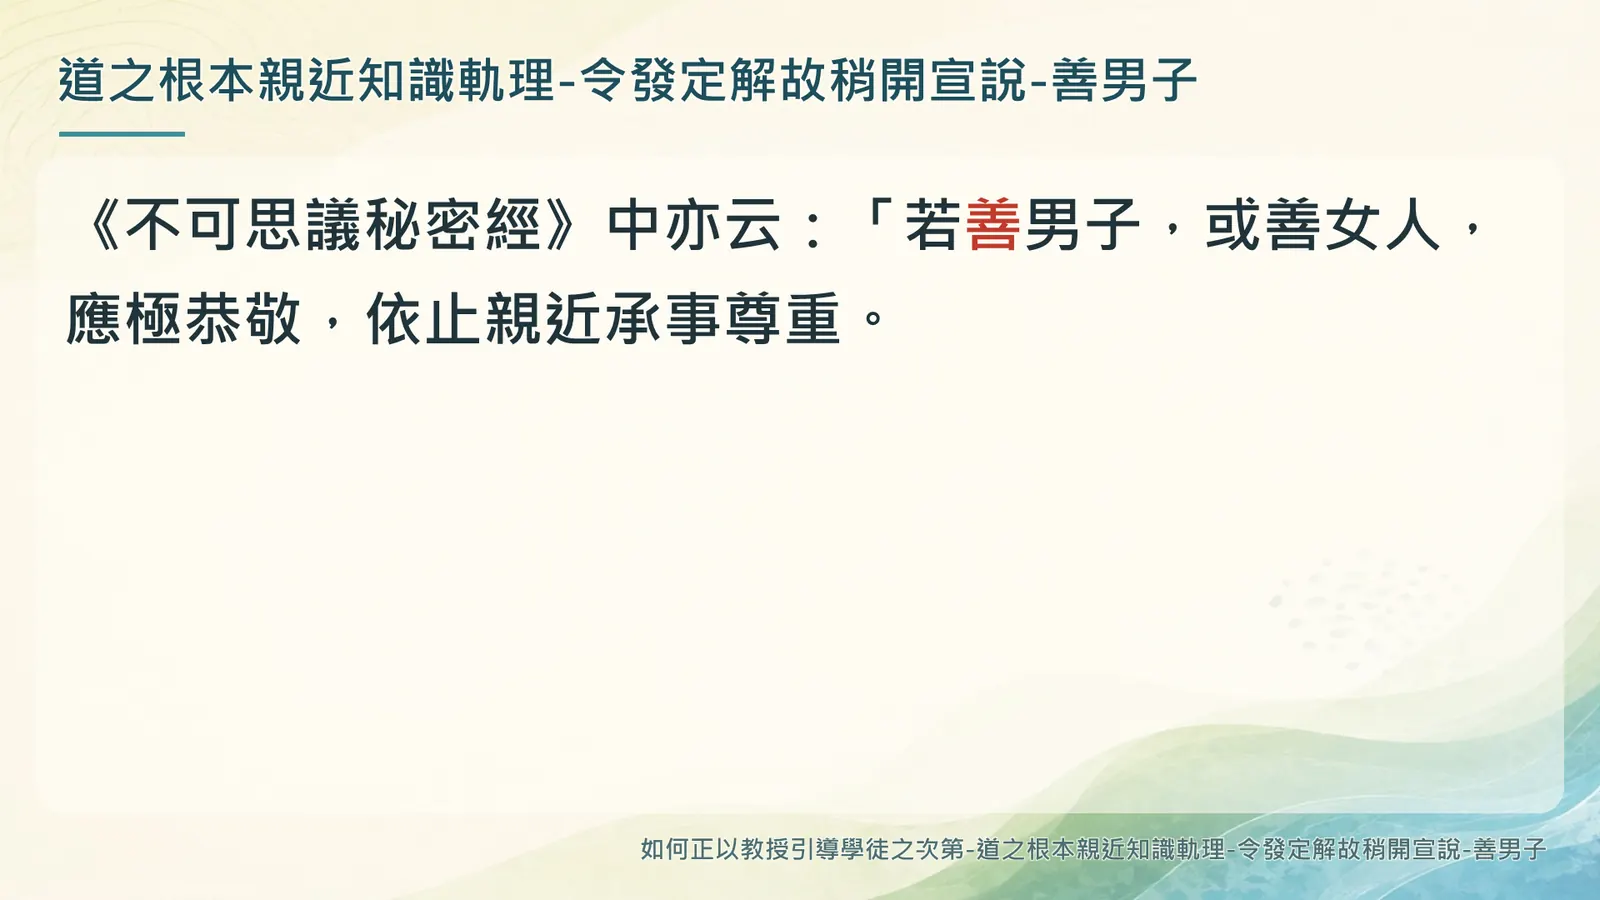 道之根本親近知識軌理-令發定解故稍開宣說-善男子
《不可思議秘密經》中亦云：「若善男子，或善女人，
應極恭敬，依止親近承事尊重。
如何正以教授引導學徒之次第-道之根本親近知識軌理-令發定解故稍開宣說-善男子